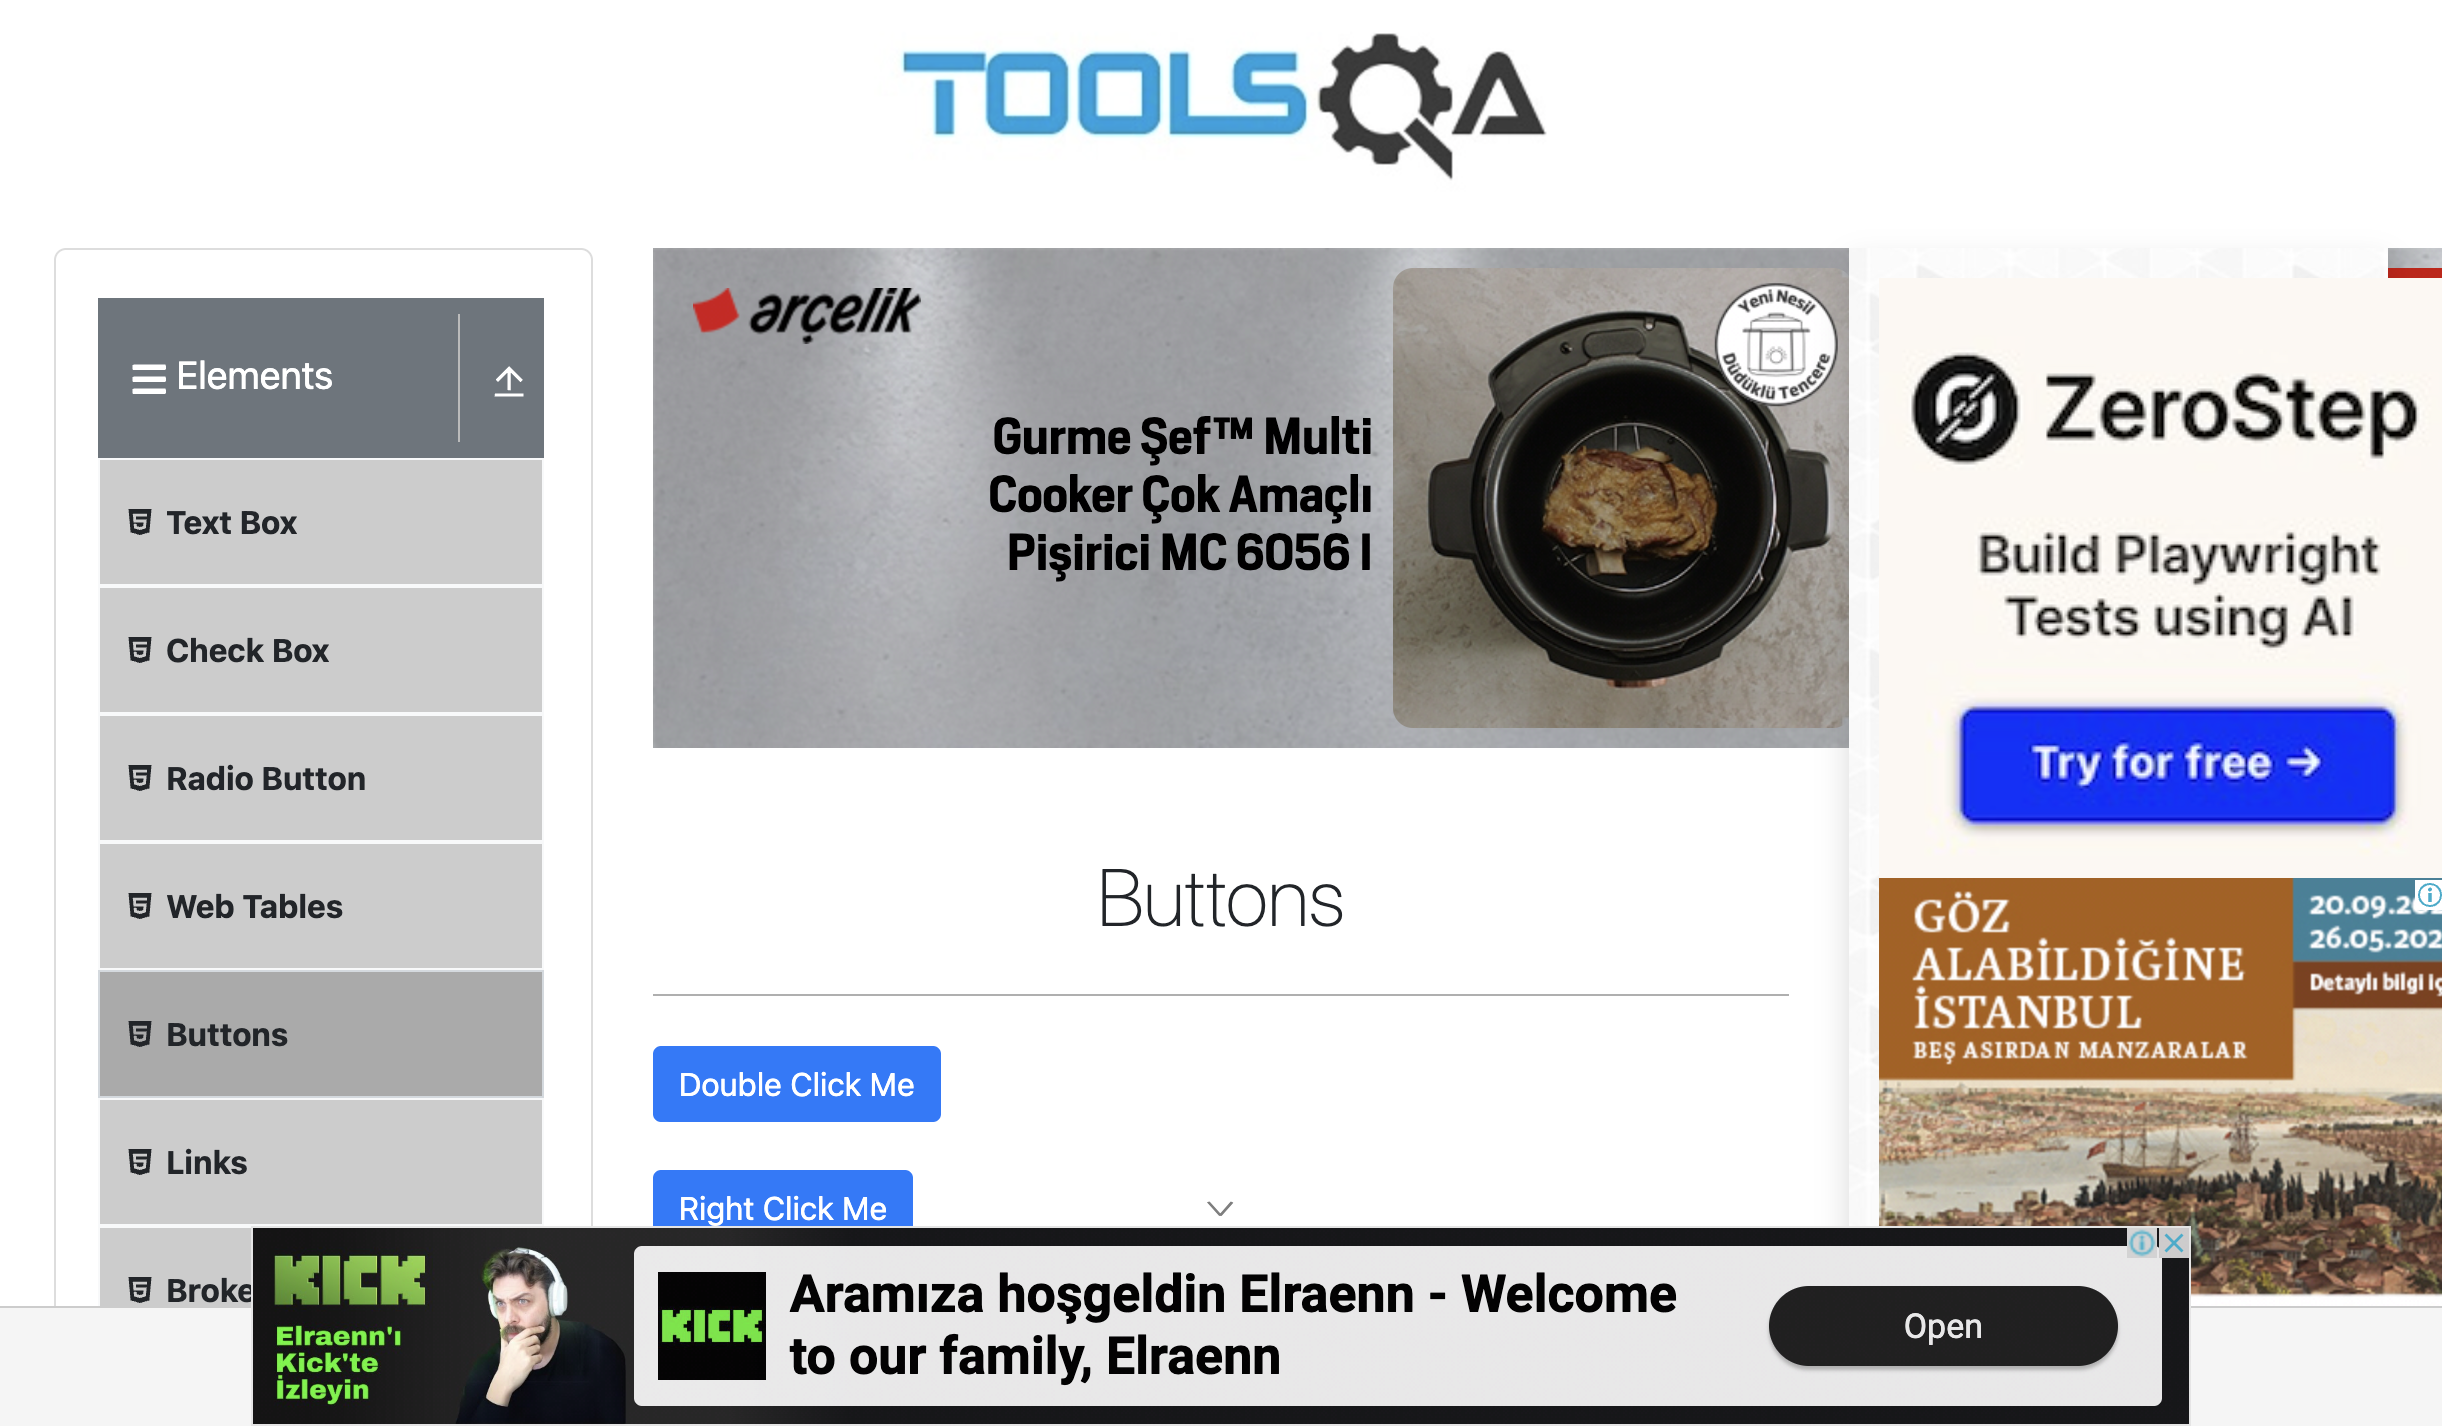 TOOLSQA
Elements
Text Box
Check Box
Radio Button
Web Tables
Buttons
Links
Broke
arçelik
Gurme Şef™ Multi
Cooker Çok Amaçlı
Pişirici MC 6056 I
Yeni Nesil
Düdüklü Tencere
Buttons
Double Click Me
Right Click Me
ZeroStep
Build Playwright
Tests using AI
Try for free →
GÖZ
ALABİLDİĞİNE
İSTANBUL
BEŞ ASIRDAN MANZARALAR
20.09.20
26.05.202
Detaylı bilgi iç
KICK
Elraenn'ı
Kick'te
İzleyin
KICK
Aramıza hoşgeldin Elraenn - Welcome
to our family, Elraenn
Open